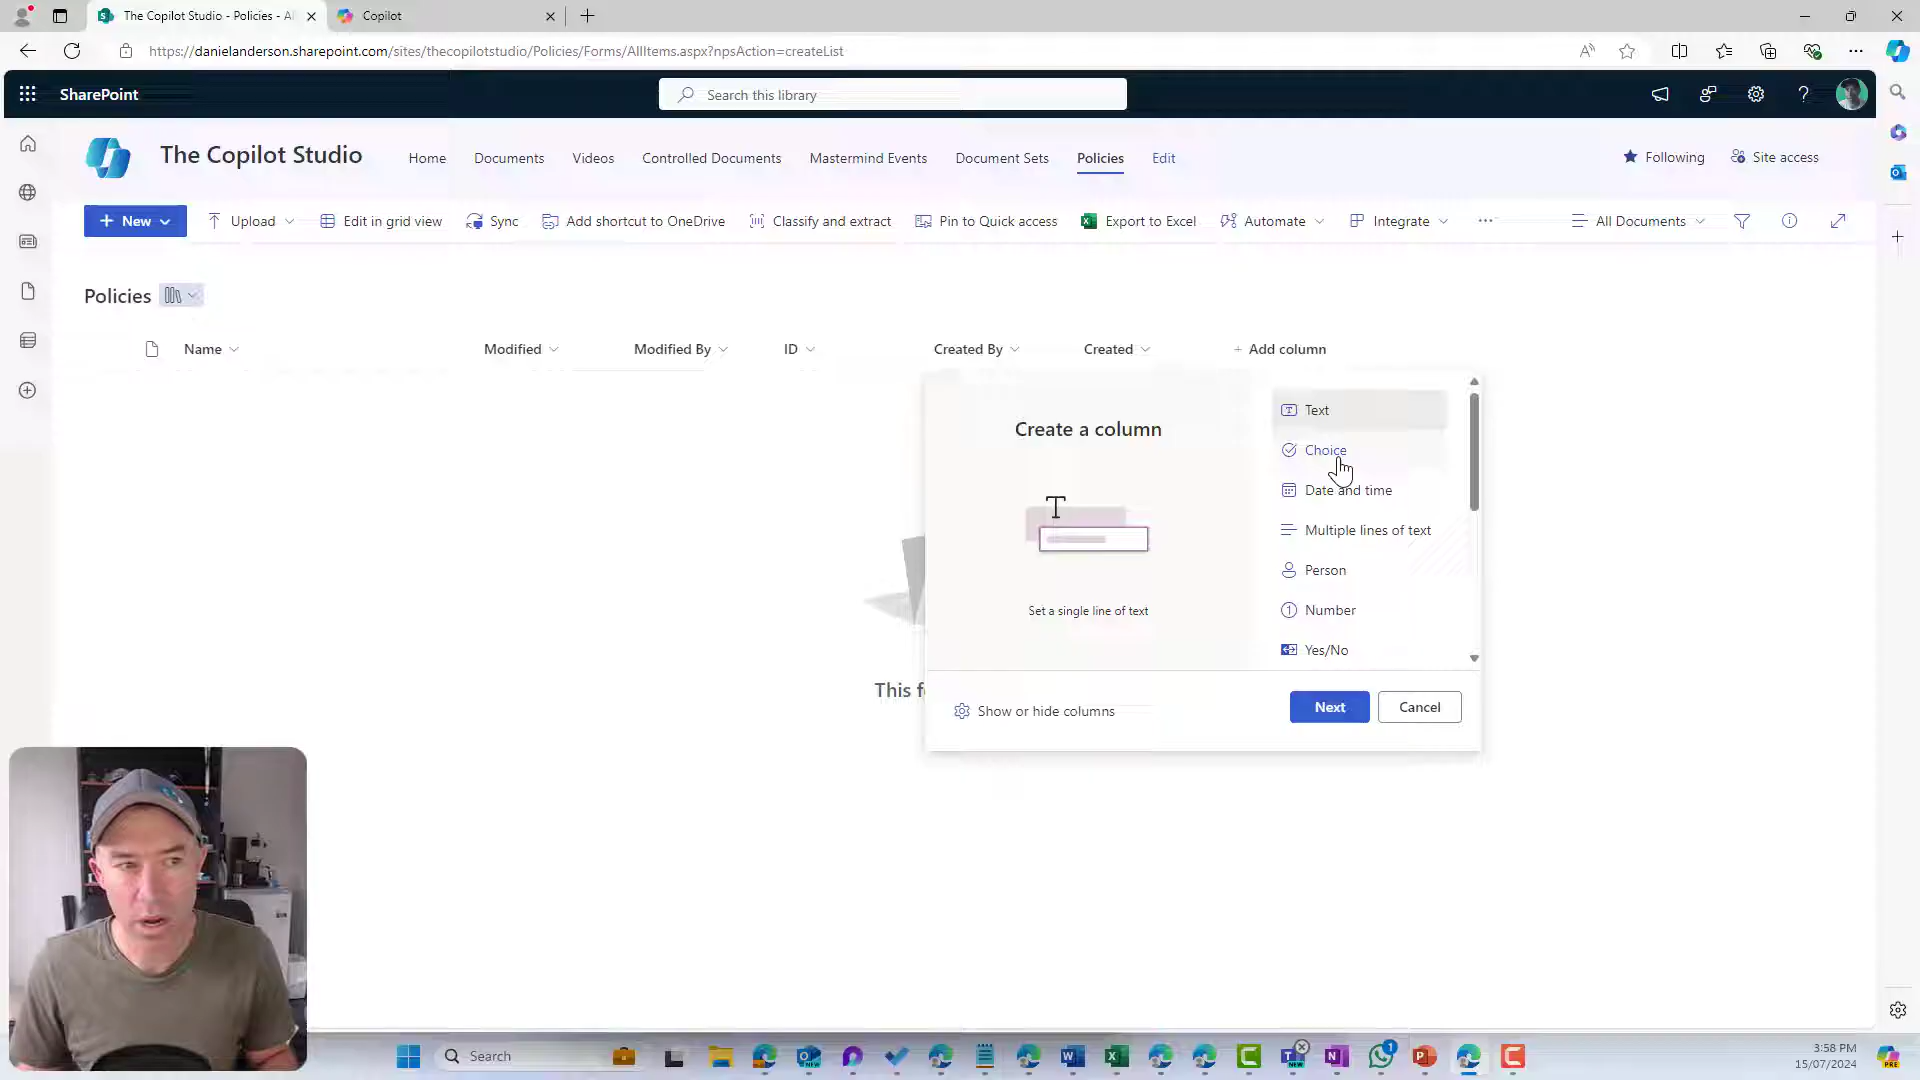 The Copilot Studio - Policies - Al
Copilot
https://danielanderson.sharepoint.com/sites/thecopilotstudio/Policies/Forms/AllItems.aspx?npsAction=createList
SharePoint
Search this library
The Copilot Studio
Home
Documents
Videos
Controlled Documents
Mastermind Events
Document Sets
Policies
Edit
Following
Site access
New
Upload
Edit in grid view
Sync
Add shortcut to OneDrive
Classify and extract
Pin to Quick access
Export to Excel
Automate
Integrate
All Documents
Policies
Name
Modified
Modified By
ID
Created By
Created
+ Add column
Create a column
Set a single line of text
Text
Choice
Date and time
Multiple lines of text
Person
Number
Yes/No
This f
Show or hide columns
Next
Cancel
Search
3:58 PM
15/07/2024